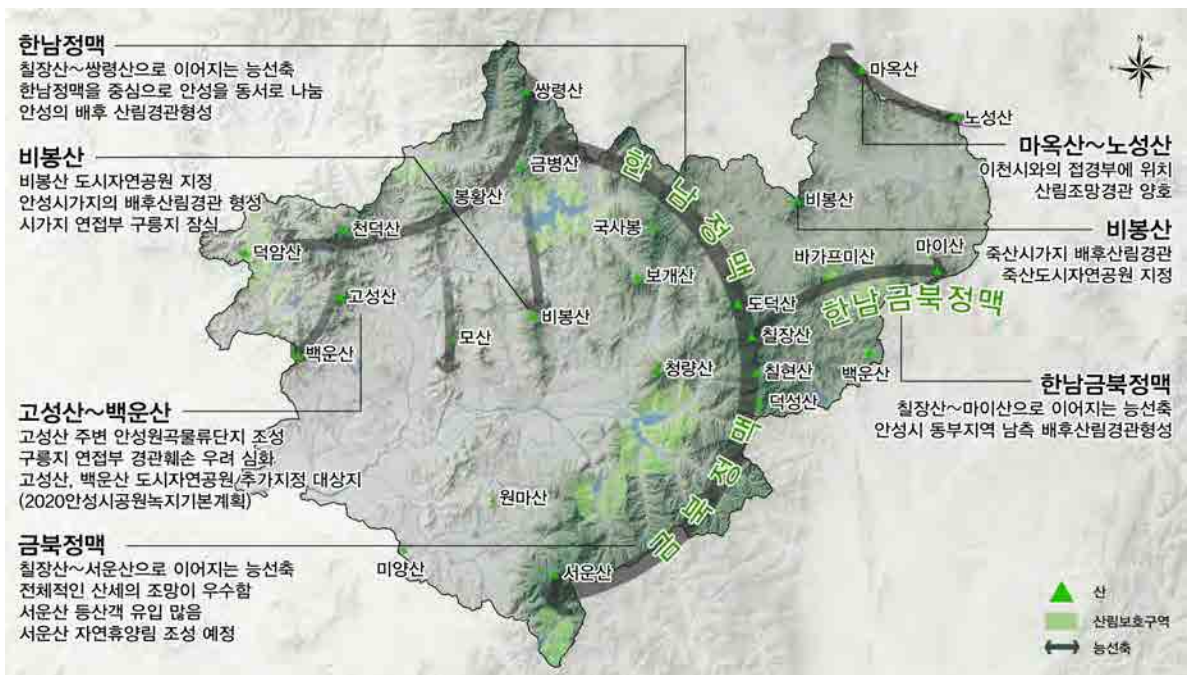 한남정맥
칠장산~쌍령산으로 이어지는 능선축
한남정맥을 중심으로 안성을 동서로 나눔
안성의 배후 산림경관형성
비봉산
비봉산 도시자연공원 지정
안성시가지의 배후산림경관 형성
시가지 연접부 구릉지 잠식
고성산~백운산
고성산 주변 안성원곡물류단지 조성
구릉지 연접부 경관훼손 우려 심화
고성산, 백운산 도시자연공원 추가지정 대상지
(2020안성시공원녹지기본계획)
금북정맥
칠장산~서운산으로 이어지는 능선축
전체적인 산세의 조망이 우수함
서운산 등산객 유입 많음
서운산 자연휴양림 조성 예정
쌍령산
금병산
봉황산
천덕산
덕암산
고성산
백운산
모산
비봉산
국사봉
보개산
청량산
원마산
미양산
서운산
한남정맥
금북정맥
한남금북정맥
도덕산
칠장산
칠현산
덕성산
백운산
바가프미산
마이산
비봉산
마옥산
노성산
N
마옥산~노성산
이천시와의 접경부에 위치
산림조망경관 양호
비봉산
죽산시가지 배후산림경관
죽산도시자연공원 지정
한남금북정맥
칠장산~마이산으로 이어지는 능선축
안성시 동부지역 남측 배후산림경관형성
산
산림보호구역
능선축